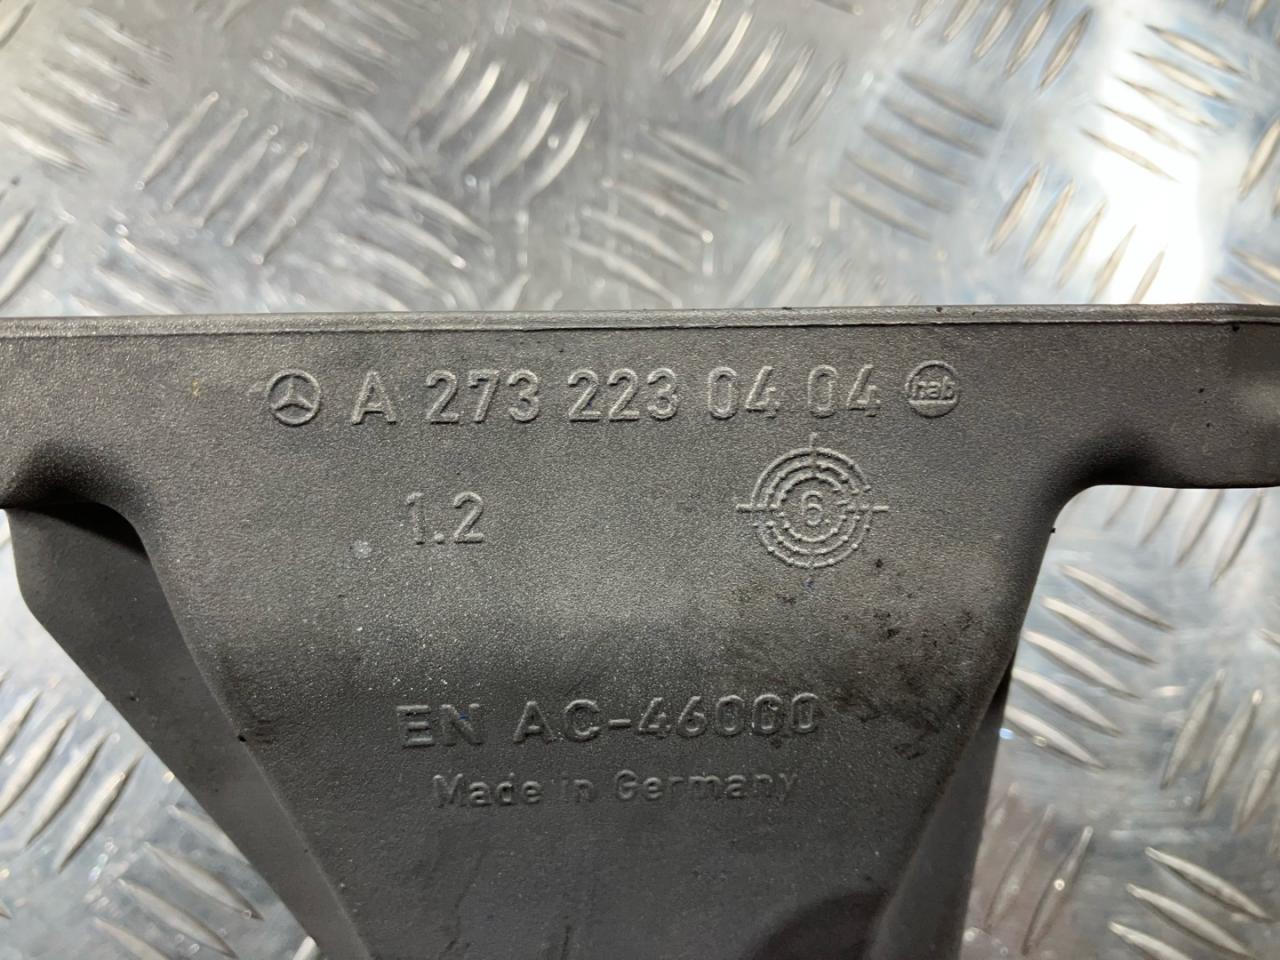 A 273 223 04 04
1.2 6
EN AC-46000
Made in Germany